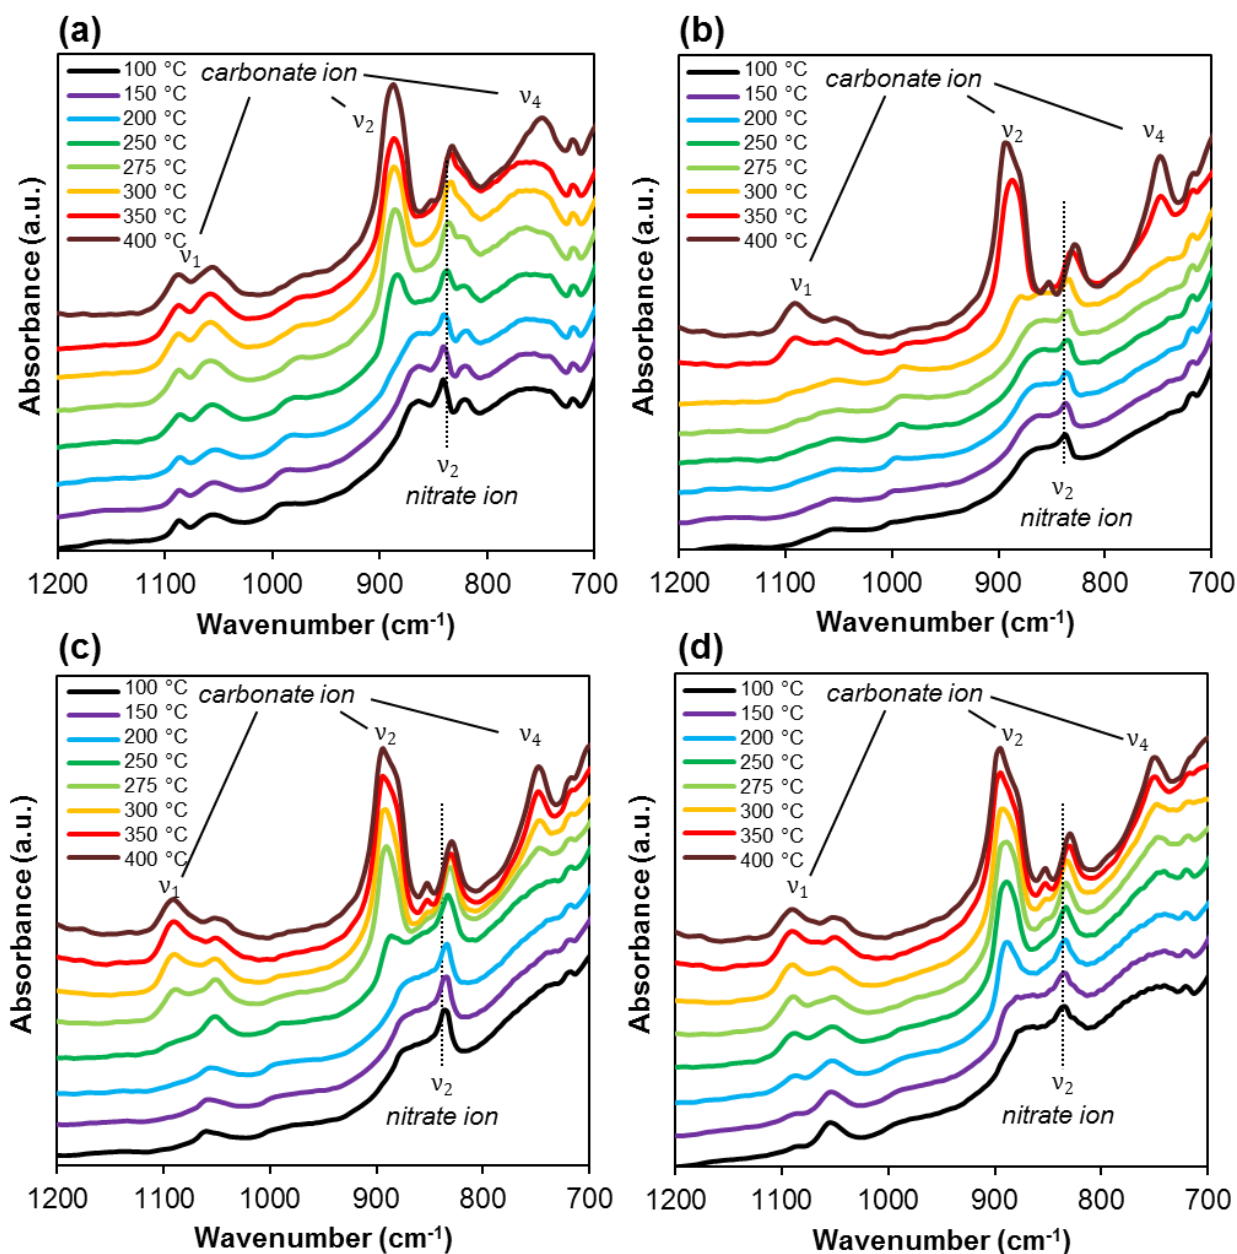 (a)
100 °C
150 °C
200 °C
250 °C
275 °C
300 °C
350 °C
400 °C
carbonate ion
ν1
ν2
ν4
ν2
nitrate ion
Absorbance (a.u.)
1200 1100 1000 900 800 700
Wavenumber (cm-1)
(b)
100 °C
150 °C
200 °C
250 °C
275 °C
300 °C
350 °C
400 °C
carbonate ion
ν2
ν4
ν1
ν2
nitrate ion
Absorbance (a.u.)
1200 1100 1000 900 800 700
Wavenumber (cm-1)
(c)
100 °C
150 °C
200 °C
250 °C
275 °C
300 °C
350 °C
400 °C
carbonate ion
ν2
ν4
ν1
ν2
nitrate ion
Absorbance (a.u.)
1200 1100 1000 900 800 700
Wavenumber (cm-1)
(d)
100 °C
150 °C
200 °C
250 °C
275 °C
300 °C
350 °C
400 °C
carbonate ion
ν2
ν4
ν1
ν2
nitrate ion
Absorbance (a.u.)
1200 1100 1000 900 800 700
Wavenumber (cm-1)